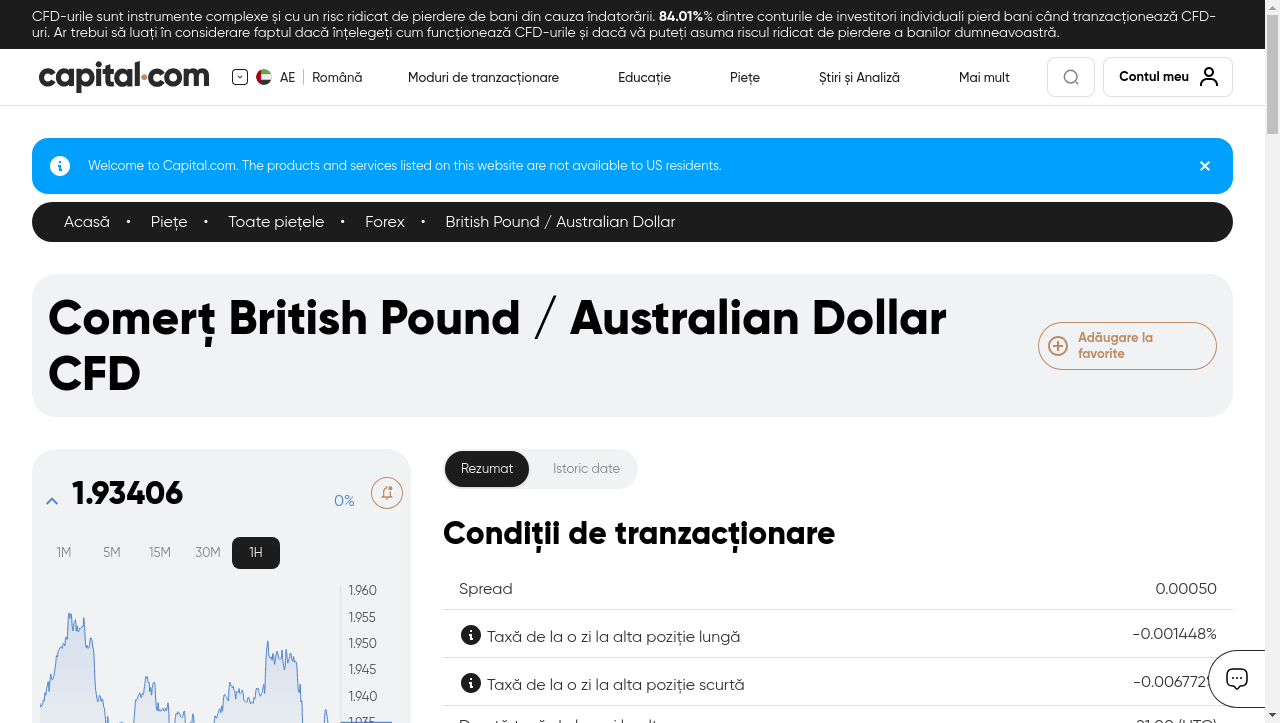 CFD-urile sunt instrumente complexe și cu un risc ridicat de pierdere de bani din cauza îndatorării. 84.01%% dintre conturile de investitori individuali pierd bani când tranzacționează CFD-
uri. Ar trebui să luați în considerare faptul dacă înțelegeți cum funcționează CFD-urile și dacă vă puteți asuma riscul ridicat de pierdere a banilor dumneavoastră.
capital.com AE Română Moduri de tranzacționare Educație Piețe Știri și Analiză Mai mult Contul meu
Welcome to Capital.com. The products and services listed on this website are not available to US residents.
Acasă • Piețe • Toate piețele • Forex • British Pound / Australian Dollar
Comerț British Pound / Australian Dollar
CFD
Adăugare la
favorite
1.93406 0%
1M 5M 15M 30M 1H
1.960
1.955
1.950
1.945
1.940
1.935
Rezumat Istoric date
Condiții de tranzacționare
Spread 0.00050
Taxă de la o zi la alta poziție lungă -0.001448%
Taxă de la o zi la alta poziție scurtă -0.006772%